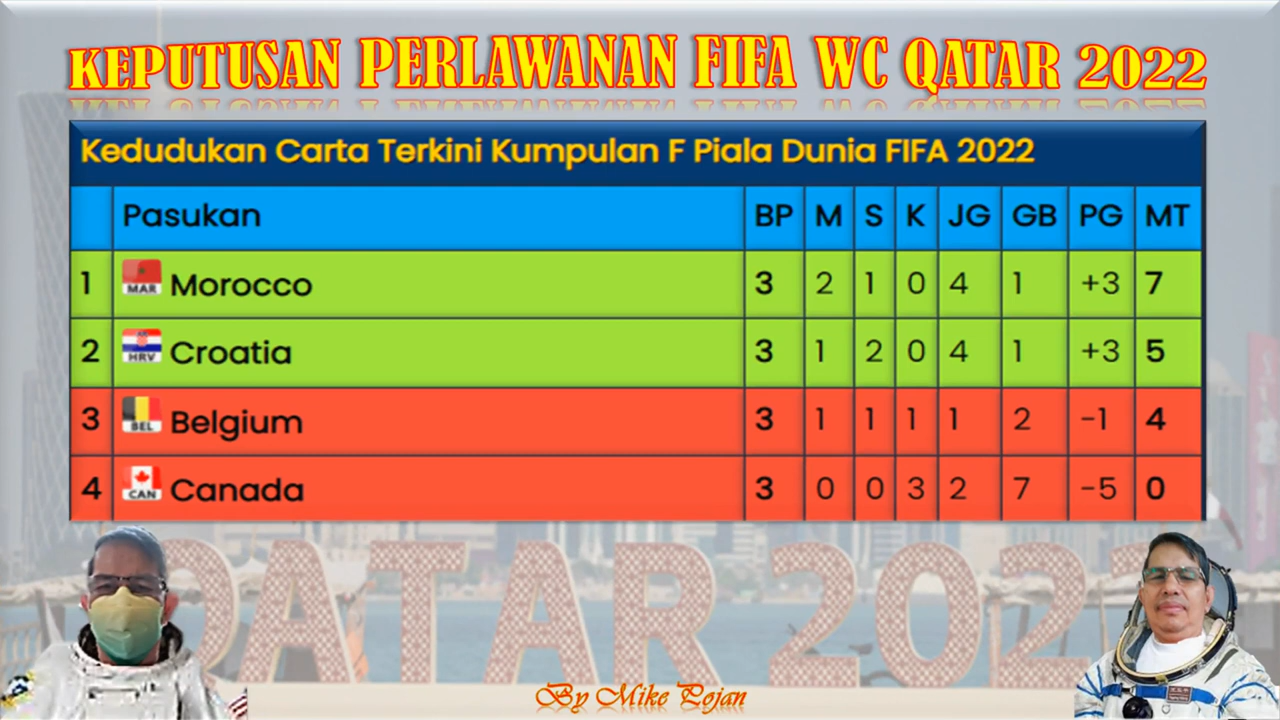 KEPUTUSAN PERLAWANAN FIFA WC QATAR 2022
Kedudukan Carta Terkini Kumpulan F Piala Dunia FIFA 2022
Pasukan BP M S K JG GB PG MT
1 MAR Morocco 3 2 1 0 4 1 +3 7
2 HRV Croatia 3 1 2 0 4 1 +3 5
3 BEL Belgium 3 1 1 1 1 2 -1 4
4 CAN Canada 3 0 0 3 2 7 -5 0
QATAR 2022
By Mike Pojan